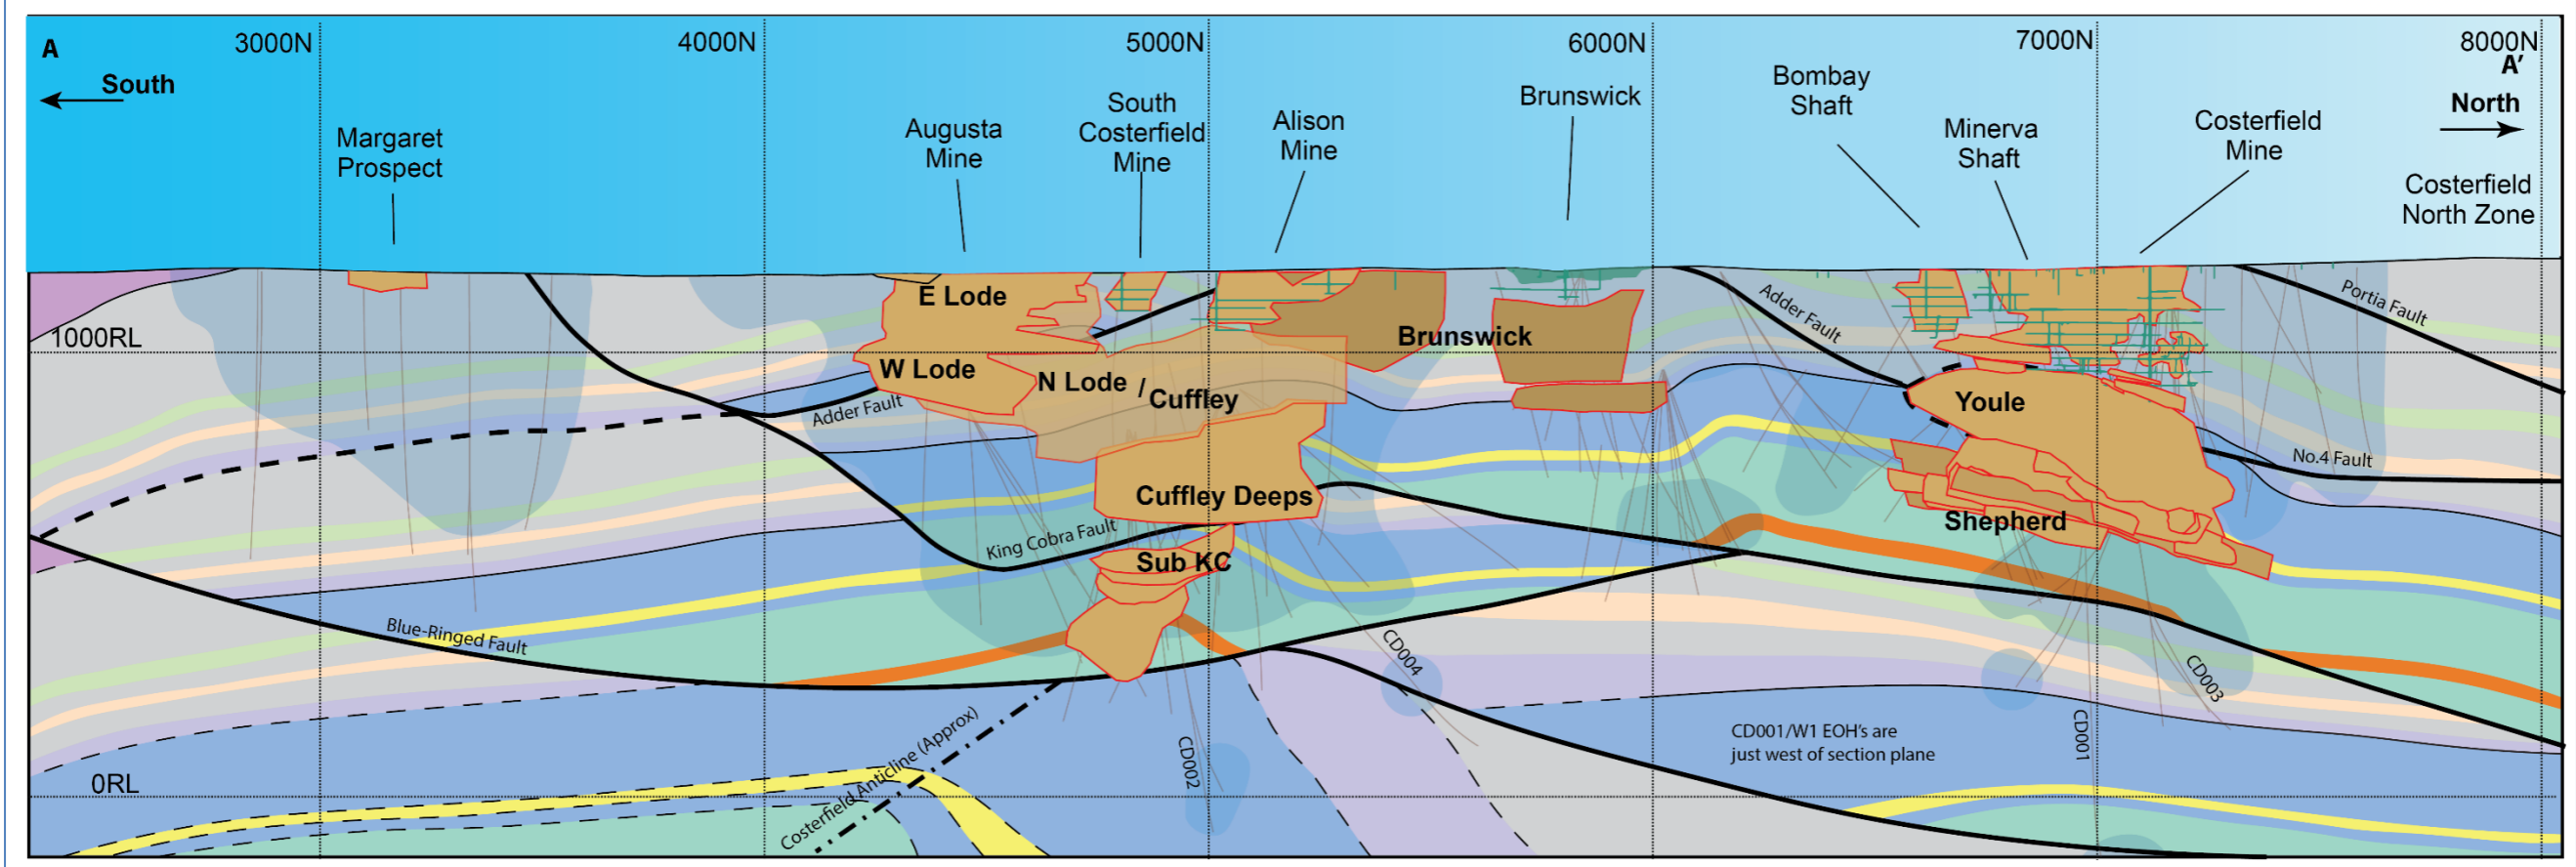 A
3000N
4000N
5000N
6000N
7000N
8000N
A’
South
North
Margaret
Prospect
Augusta
Mine
South
Costerfield
Mine
Alison
Mine
Brunswick
Bombay
Shaft
Minerva
Shaft
Costerfield
Mine
Costerfield
North Zone
1000RL
E Lode
W Lode
N Lode / Cuffley
Brunswick
Adder Fault
Portia Fault
Adder Fault
Youle
No.4 Fault
Cuffley Deeps
King Cobra Fault
Shepherd
Sub KC
Blue-Ringed Fault
CD004
CD003
CD001
CD002
Costerfield Anticline (Approx)
CD001/W1 EOH's are
just west of section plane
0RL